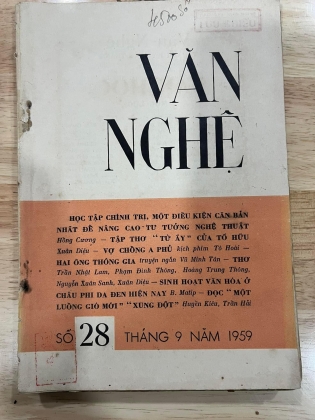 VĂN
NGHỆ
HỌC TẬP CHÍNH TRỊ, MỘT ĐIỀU KIỆN CĂN BẢN
NHẤT ĐỂ NÂNG CAO TƯ TƯỞNG NGHỆ THUẬT
Hồng Cương — TẬP THƠ "TỪ ẤY" CỦA TỐ HỮU
Xuân Diệu — VỢ CHỒNG A PHỦ kịch phim Tô Hoài —
HAI ÔNG THÔNG GIA truyện ngắn Vũ Minh Tân — THƠ
Trần Nhật Lam, Phạm Đình Thông, Hoàng Trung Thông,
Nguyễn Xuân Sanh, Xuân Diệu — SINH HOẠT VĂN HÓA Ở
CHÂU PHI DA ĐEN HIỆN NAY B. Matip — ĐỌC "MỘT
LUỒNG GIÓ MỚI" "XUNG ĐỘT" Huyền Kiêu, Trần Hải
SỐ 28 THÁNG 9 NĂM 1959